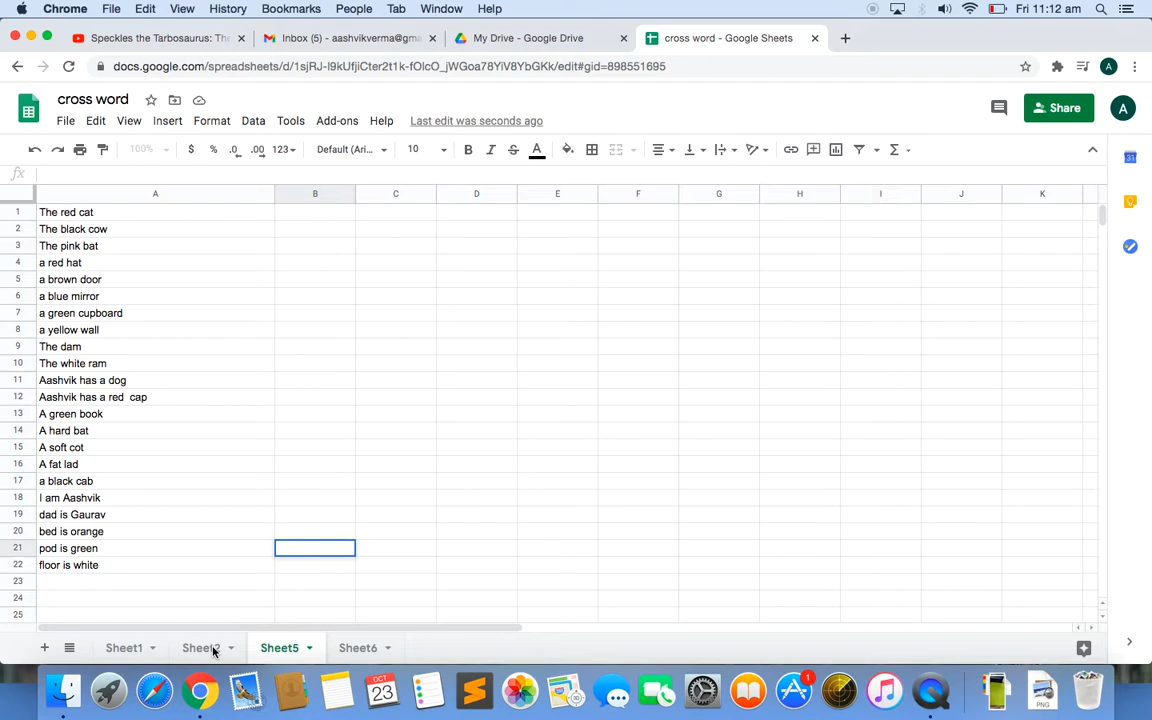 Chrome File Edit View History Bookmarks People Tab Window Help Fri 11:12 am
Speckles the Tarbosaurus: The Inbox (5) - aashvikverma@gma My Drive - Google Drive cross word - Google Sheets
docs.google.com/spreadsheets/d/1sjRJ-l9kUfjiCter2t1k-fOlcO_jWGoa78YiV8YbGKk/edit#gid=898551695 A
cross word
Share A
File Edit View Insert Format Data Tools Add-ons Help Last edit was seconds ago
100% $ % .0 .00 123 Default (Ari... 10 B I S A Σ
fx
A B C D E F G H I J K
1 The red cat
2 The black cow
3 The pink bat
4 a red hat
5 a brown door
6 a blue mirror
7 a green cupboard
8 a yellow wall
9 The dam
10 The white ram
11 Aashvik has a dog
12 Aashvik has a red  cap
13 A green book
14 A hard bat
15 A soft cot
16 A fat lad
17 a black cab
18 I am Aashvik
19 dad is Gaurav
20 bed is orange
21 pod is green
22 floor is white
23
24
25
Sheet1 Sheet2 Sheet5 Sheet6
OCT 23 1 PNG